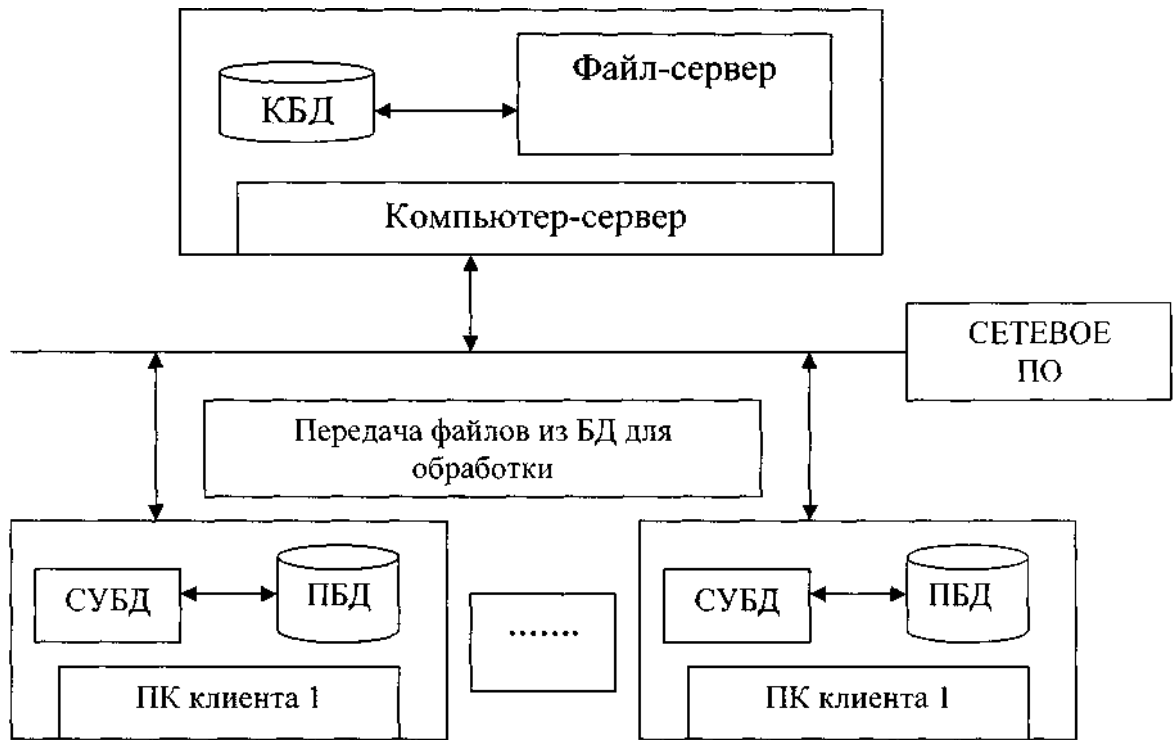 Файл-сервер
КБД
Компьютер-сервер
СЕТЕВОЕ
ПО
Передача файлов из БД для
обработки
СУБД
ПБД
.......
СУБД
ПБД
ПК клиента 1
ПК клиента 1